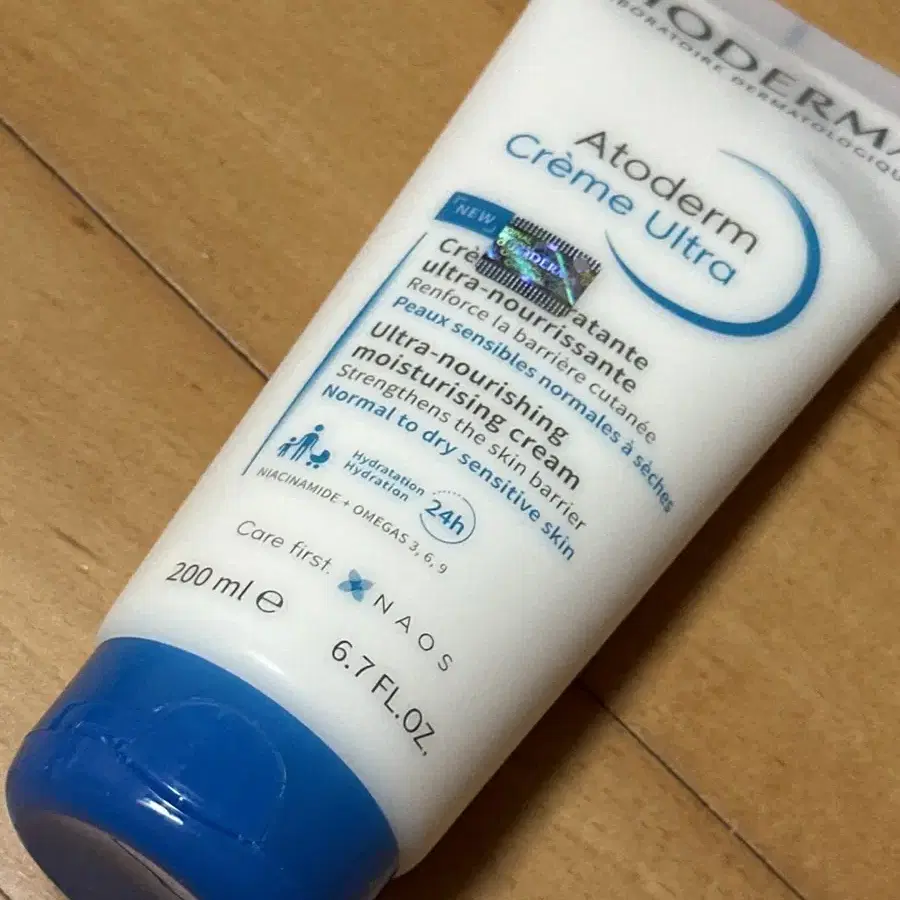 BIODERMA
LABORATOIRE DERMATOLOGIQUE
Atoderm
Crème Ultra
NEW
ultra-nourrissante
Renforce la barrière cutanée
Peaux sensibles normales à sèches
Ultra-nourishing
moisturising cream
Strengthens the skin barrier
Normal to dry sensitive skin
Hydratation
Hydration
24h
NIACINAMIDE + OMEGAS 3, 6, 9
Care first.
NAOS
200 ml e
6.7 FL.OZ.